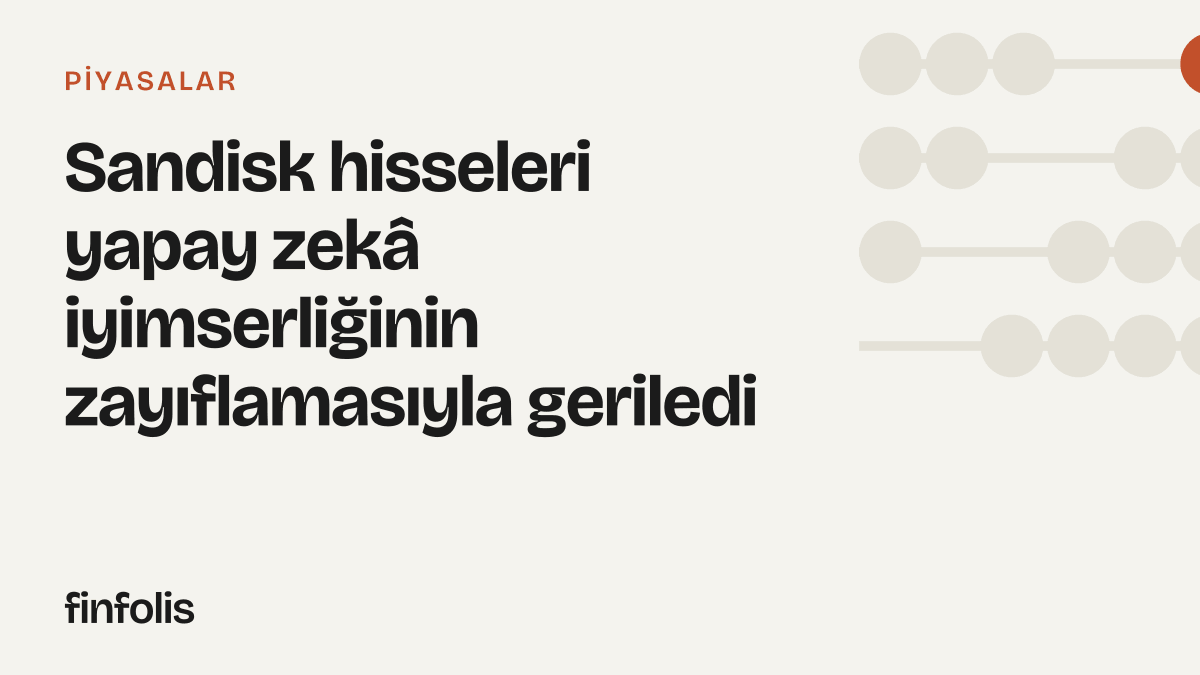 PİYASALAR
Sandisk hisseleri
yapay zekâ
iyimserliğinin
zayıflamasıyla geriledi
finfolis